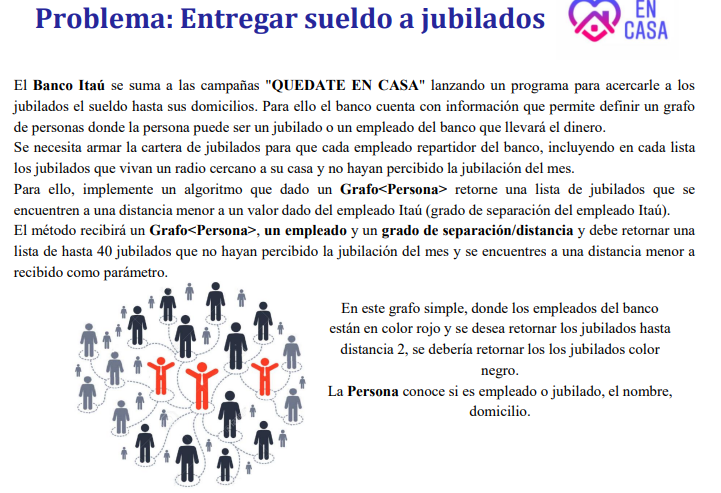 Problema: Entregar sueldo a jubilados
EN
CASA
El Banco Itaú se suma a las campañas "QUEDATE EN CASA" lanzando un programa para acercarle a los
jubilados el sueldo hasta sus domicilios. Para ello el banco cuenta con información que permite definir un grafo
de personas donde la persona puede ser un jubilado o un empleado del banco que llevará el dinero.
Se necesita armar la cartera de jubilados para que cada empleado repartidor del banco, incluyendo en cada lista
los jubilados que vivan un radio cercano a su casa y no hayan percibido la jubilación del mes.
Para ello, implemente un algoritmo que dado un Grafo<Persona> retorne una lista de jubilados que se
encuentren a una distancia menor a un valor dado del empleado Itaú (grado de separación del empleado Itaú).
El método recibirá un Grafo<Persona>, un empleado y un grado de separación/distancia y debe retornar una
lista de hasta 40 jubilados que no hayan percibido la jubilación del mes y se encuentres a una distancia menor a
recibido como parámetro.
En este grafo simple, donde los empleados del banco
están en color rojo y se desea retornar los jubilados hasta
distancia 2, se debería retornar los los jubilados color
negro.
La Persona conoce si es empleado o jubilado, el nombre,
domicilio.